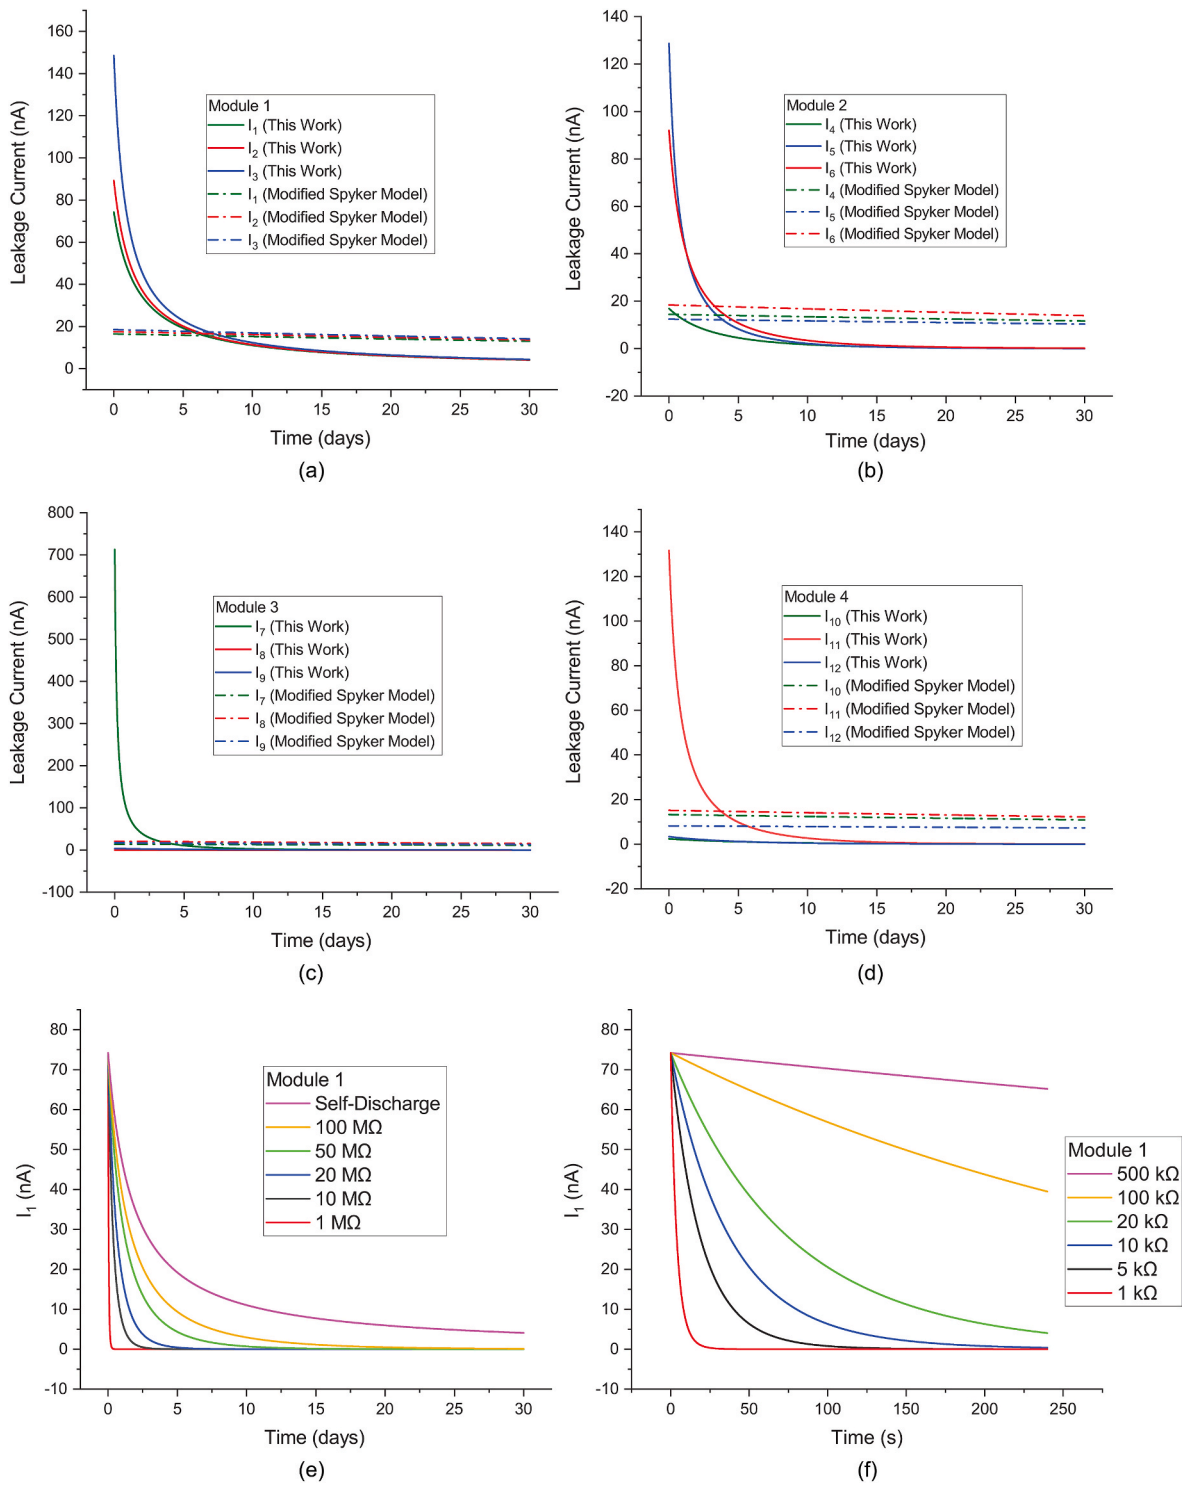 160
140
120
100
80
60
40
20
0
Leakage Current (nA)
Module 1
I₁ (This Work)
I₂ (This Work)
I₃ (This Work)
I₁ (Modified Spyker Model)
I₂ (Modified Spyker Model)
I₃ (Modified Spyker Model)
0 5 10 15 20 25 30
Time (days)
(a)
140
120
100
80
60
40
20
0
-20
Leakage Current (nA)
Module 2
I₄ (This Work)
I₅ (This Work)
I₆ (This Work)
I₄ (Modified Spyker Model)
I₅ (Modified Spyker Model)
I₆ (Modified Spyker Model)
0 5 10 15 20 25 30
Time (days)
(b)
800
700
600
500
400
300
200
100
0
-100
Leakage Current (nA)
Module 3
I₇ (This Work)
I₈ (This Work)
I₉ (This Work)
I₇ (Modified Spyker Model)
I₈ (Modified Spyker Model)
I₉ (Modified Spyker Model)
0 5 10 15 20 25 30
Time (days)
(c)
140
120
100
80
60
40
20
0
-20
Leakage Current (nA)
Module 4
I₁₀ (This Work)
I₁₁ (This Work)
I₁₂ (This Work)
I₁₀ (Modified Spyker Model)
I₁₁ (Modified Spyker Model)
I₁₂ (Modified Spyker Model)
0 5 10 15 20 25 30
Time (days)
(d)
80
70
60
50
40
30
20
10
0
-10
I₁ (nA)
Module 1
Self-Discharge
100 MΩ
50 MΩ
20 MΩ
10 MΩ
1 MΩ
0 5 10 15 20 25 30
Time (days)
(e)
80
70
60
50
40
30
20
10
0
-10
I₁ (nA)
Module 1
500 kΩ
100 kΩ
20 kΩ
10 kΩ
5 kΩ
1 kΩ
0 50 100 150 200 250
Time (s)
(f)